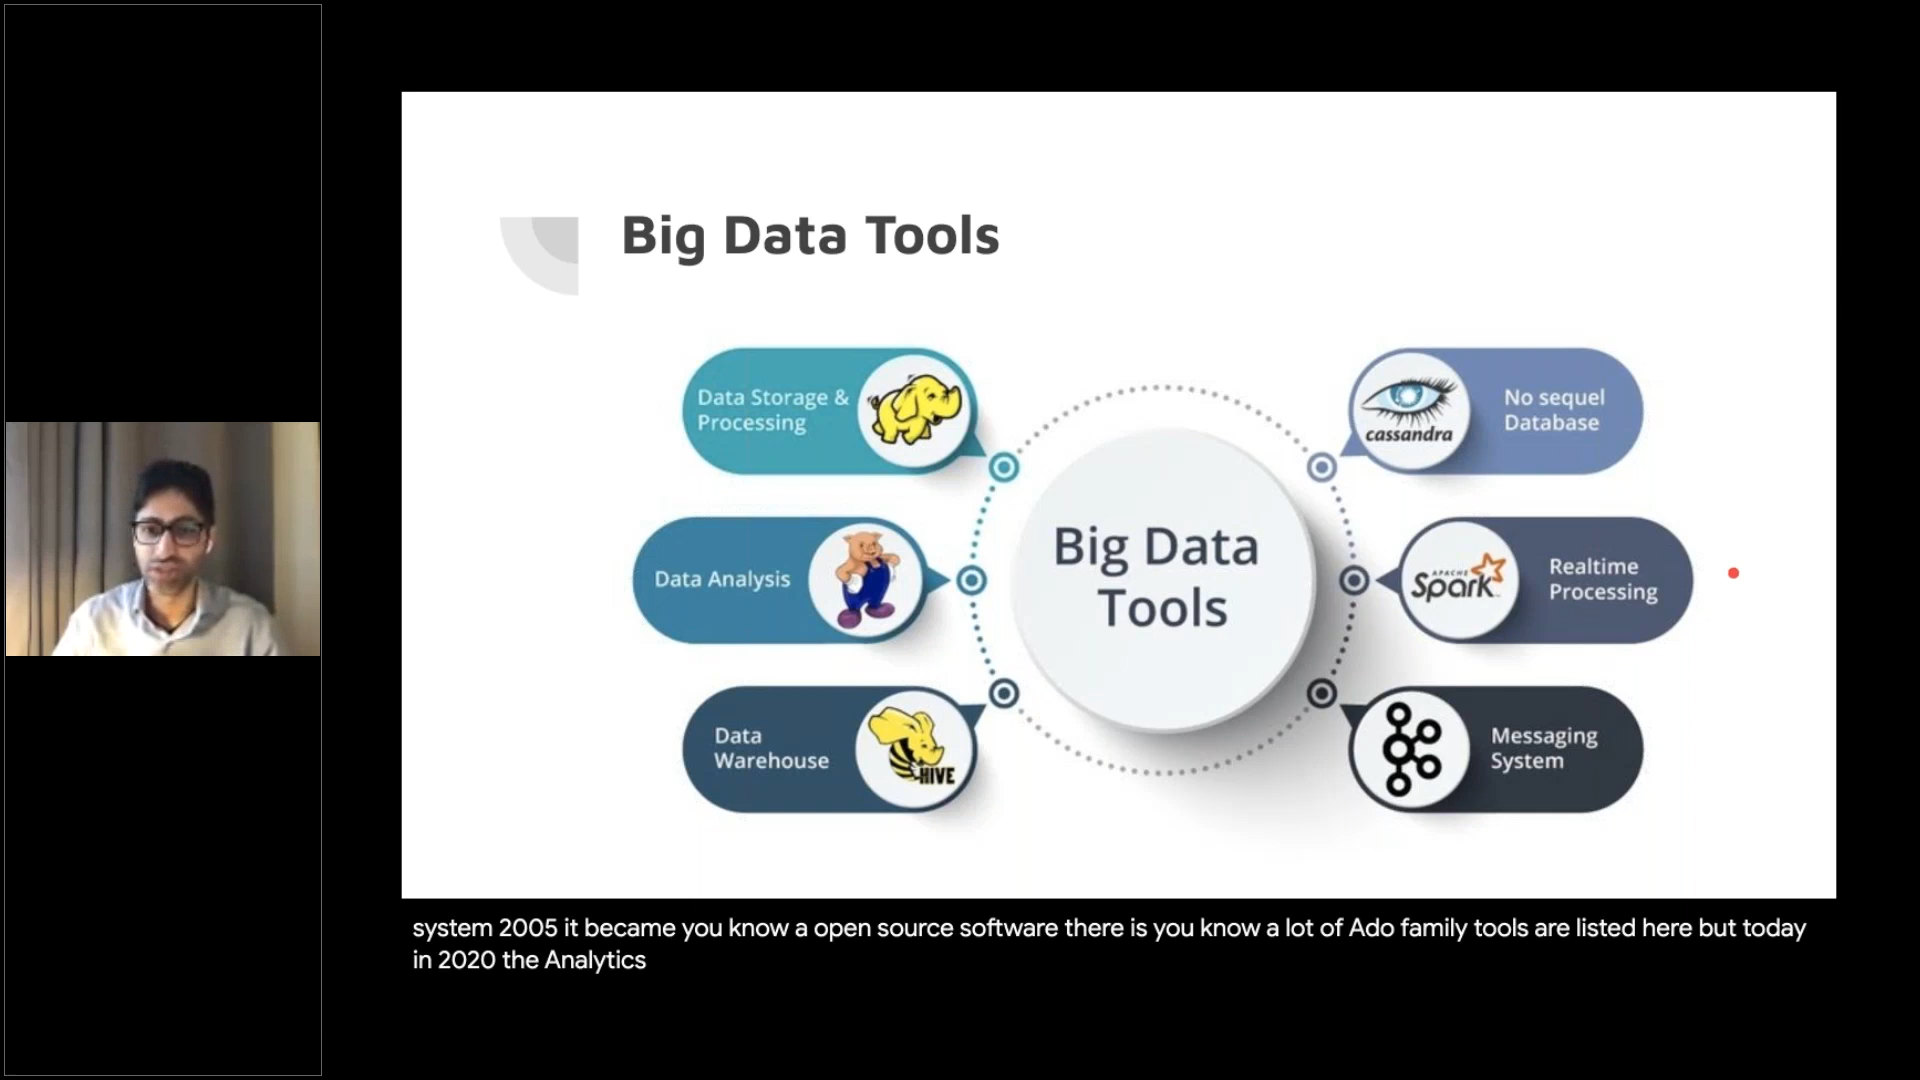 Big Data Tools
Data Storage &
Processing
Data Analysis
Data
Warehouse
HIVE
Big Data
Tools
cassandra
No sequel
Database
APACHE
Spark
Realtime
Processing
Messaging
System
system 2005 it became you know a open source software there is you know a lot of Ado family tools are listed here but today
in 2020 the Analytics